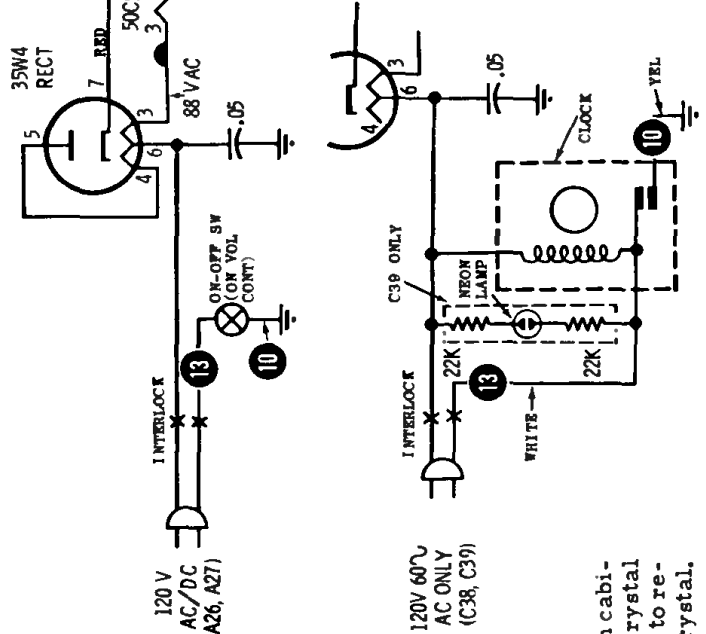 35W4
RECT
5
7
RED
50C
3
3
4
6
88 VAC
.05
ON-OFF SW
(ON VOL
CONT)
13
10
INTERLOCK
120 V
AC/DC
A26, A27)
3
4
6
.05
YEL
CLOCK
10
C39 ONLY
NEON
LAMP
22K
22K
13
INTERLOCK
WHITE
120V 60∿
AC ONLY
(C38, C39)
n cabi-
rystal
to re-
rystal.